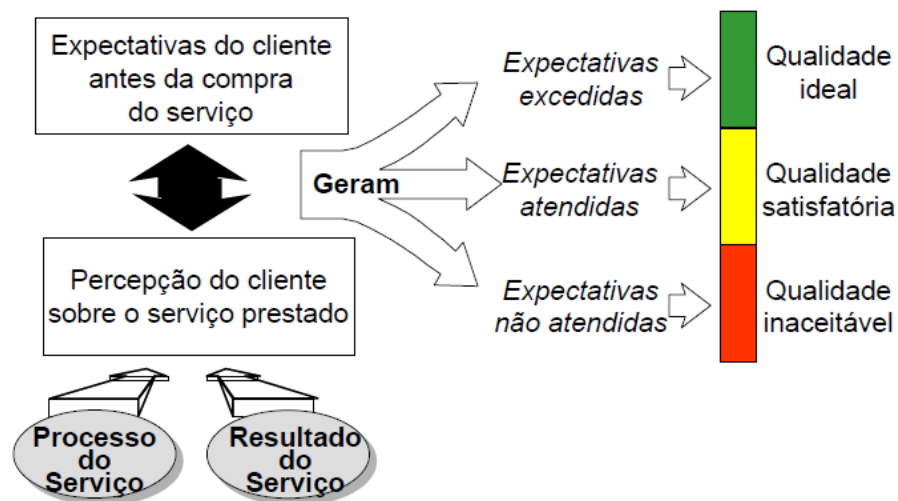 Expectativas do cliente
antes da compra
do serviço
Percepção do cliente
sobre o serviço prestado
Processo
do
Serviço
Resultado
do
Serviço
Geram
Expectativas
excedidas
Qualidade
ideal
Expectativas
atendidas
Qualidade
satisfatória
Expectativas
não atendidas
Qualidade
inaceitável